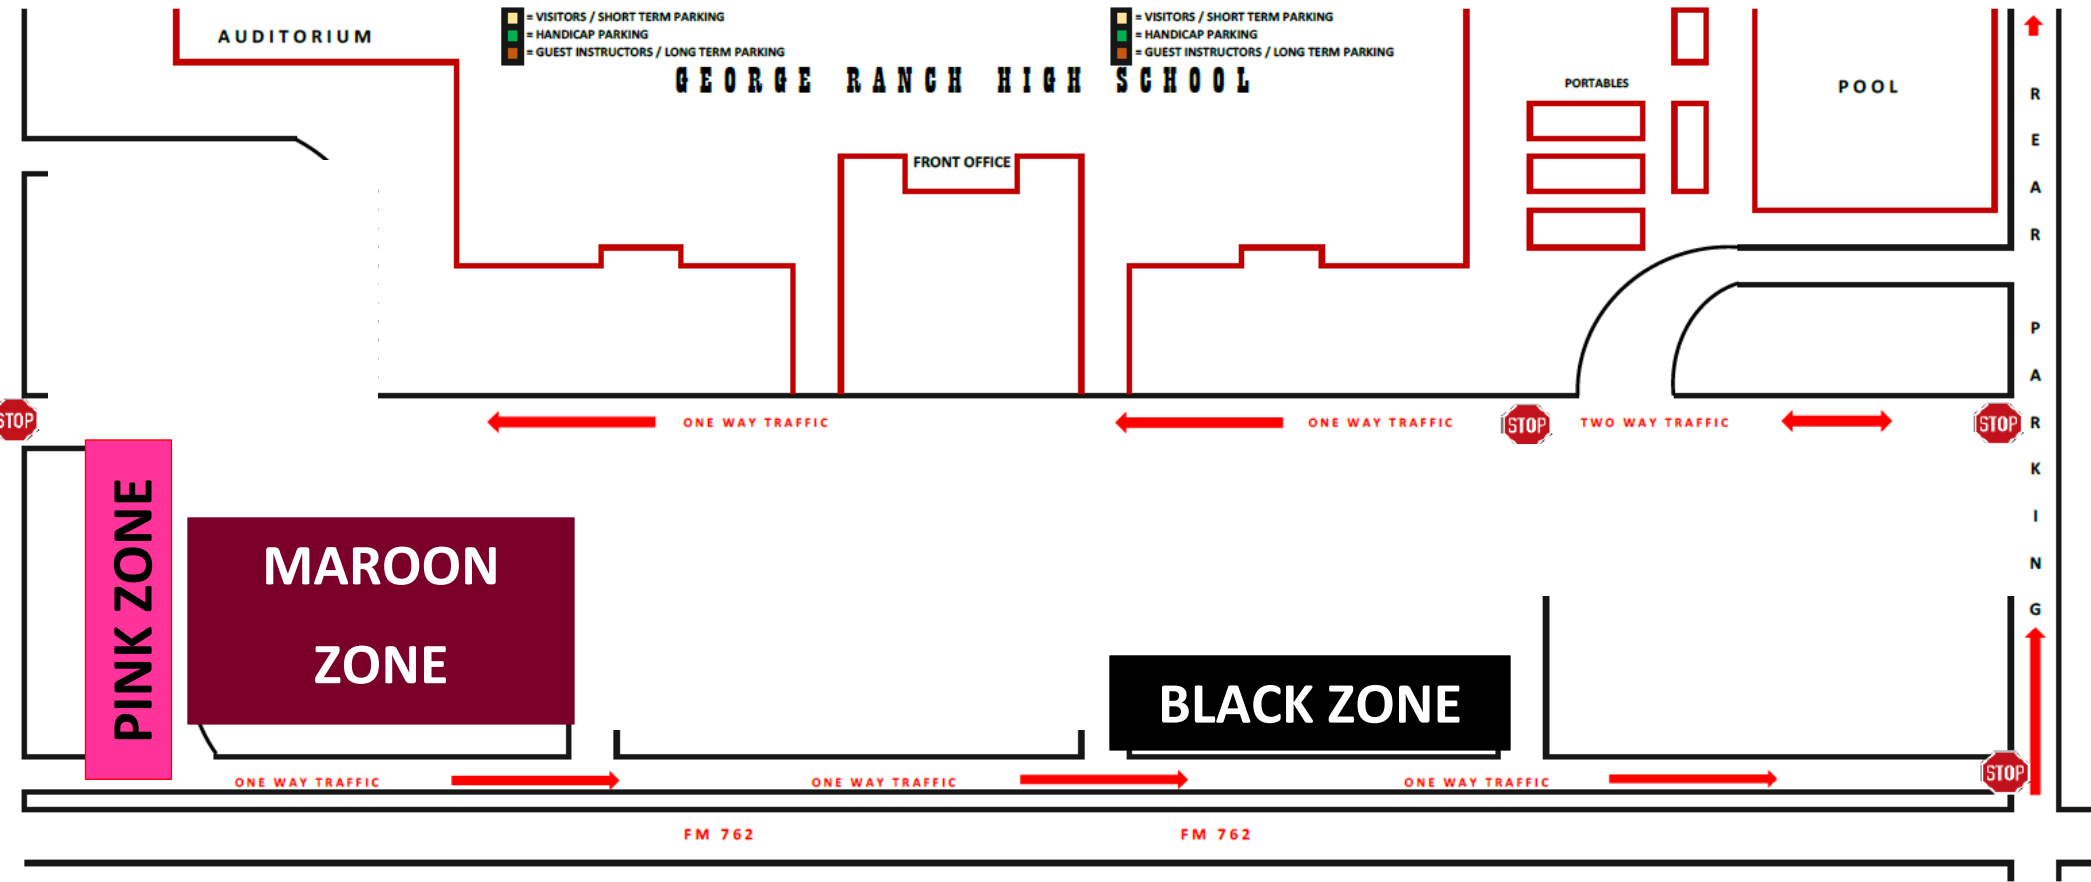 AUDITORIUM
= VISITORS / SHORT TERM PARKING
= HANDICAP PARKING
= GUEST INSTRUCTORS / LONG TERM PARKING
= VISITORS / SHORT TERM PARKING
= HANDICAP PARKING
= GUEST INSTRUCTORS / LONG TERM PARKING
GEORGE RANCH HIGH SCHOOL
PORTABLES
POOL
FRONT OFFICE
REAR PARKING
STOP
ONE WAY TRAFFIC
ONE WAY TRAFFIC
STOP
TWO WAY TRAFFIC
STOP
PINK ZONE
MAROON
ZONE
BLACK ZONE
ONE WAY TRAFFIC
ONE WAY TRAFFIC
ONE WAY TRAFFIC
STOP
FM 762
FM 762